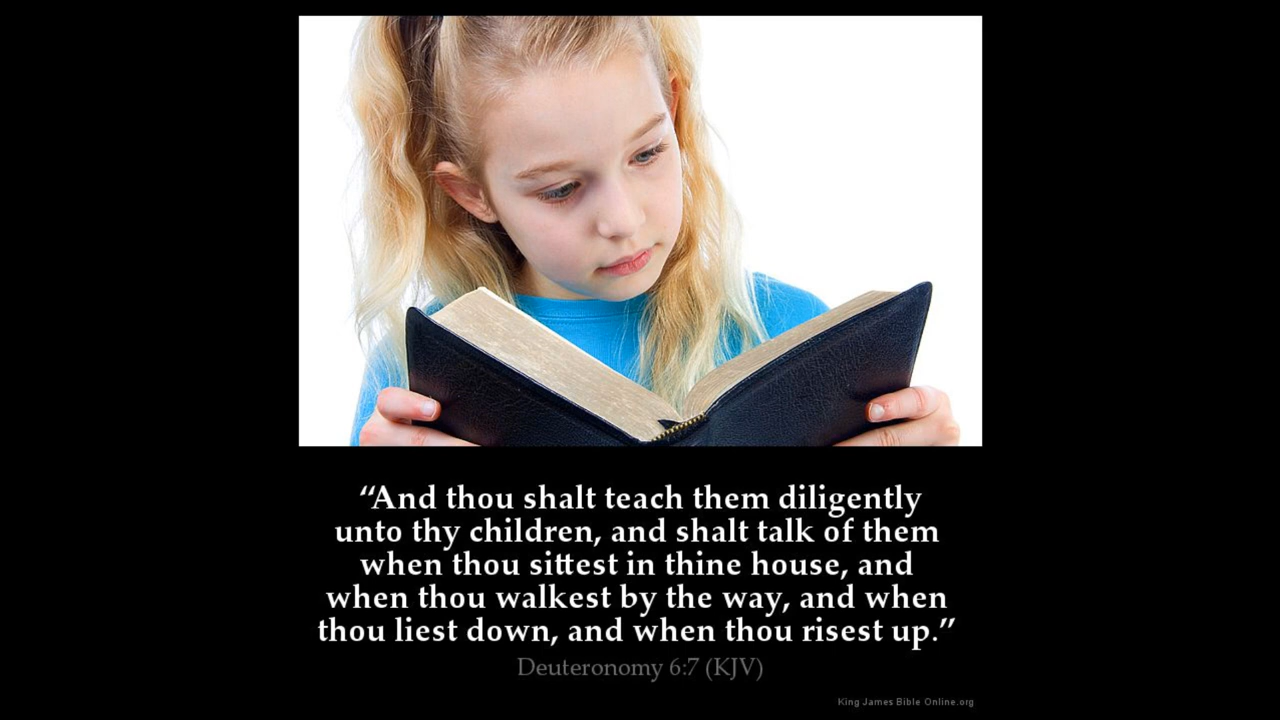 “And thou shalt teach them diligently
unto thy children, and shalt talk of them
when thou sittest in thine house, and
when thou walkest by the way, and when
thou liest down, and when thou risest up.”
Deuteronomy 6:7 (KJV)
King James Bible Online.org